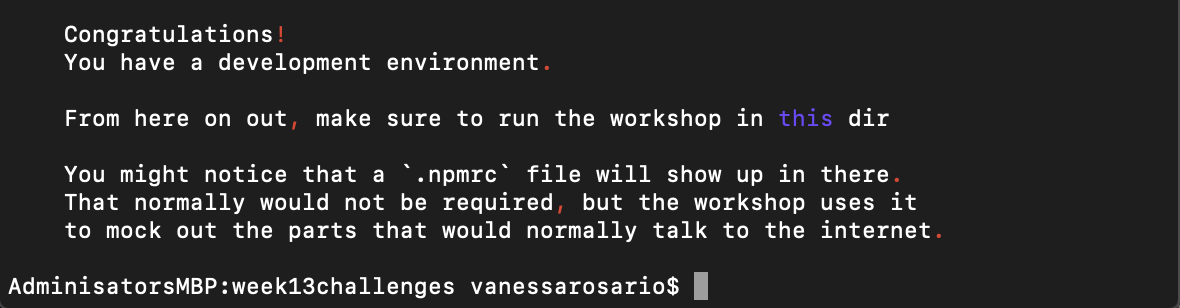 Congratulations!
You have a development environment.
From here on out, make sure to run the workshop in this dir
You might notice that a `.npmrc` file will show up in there.
That normally would not be required, but the workshop uses it
to mock out the parts that would normally talk to the internet.
AdminisatorsMBP:week13challenges vanessarosario$